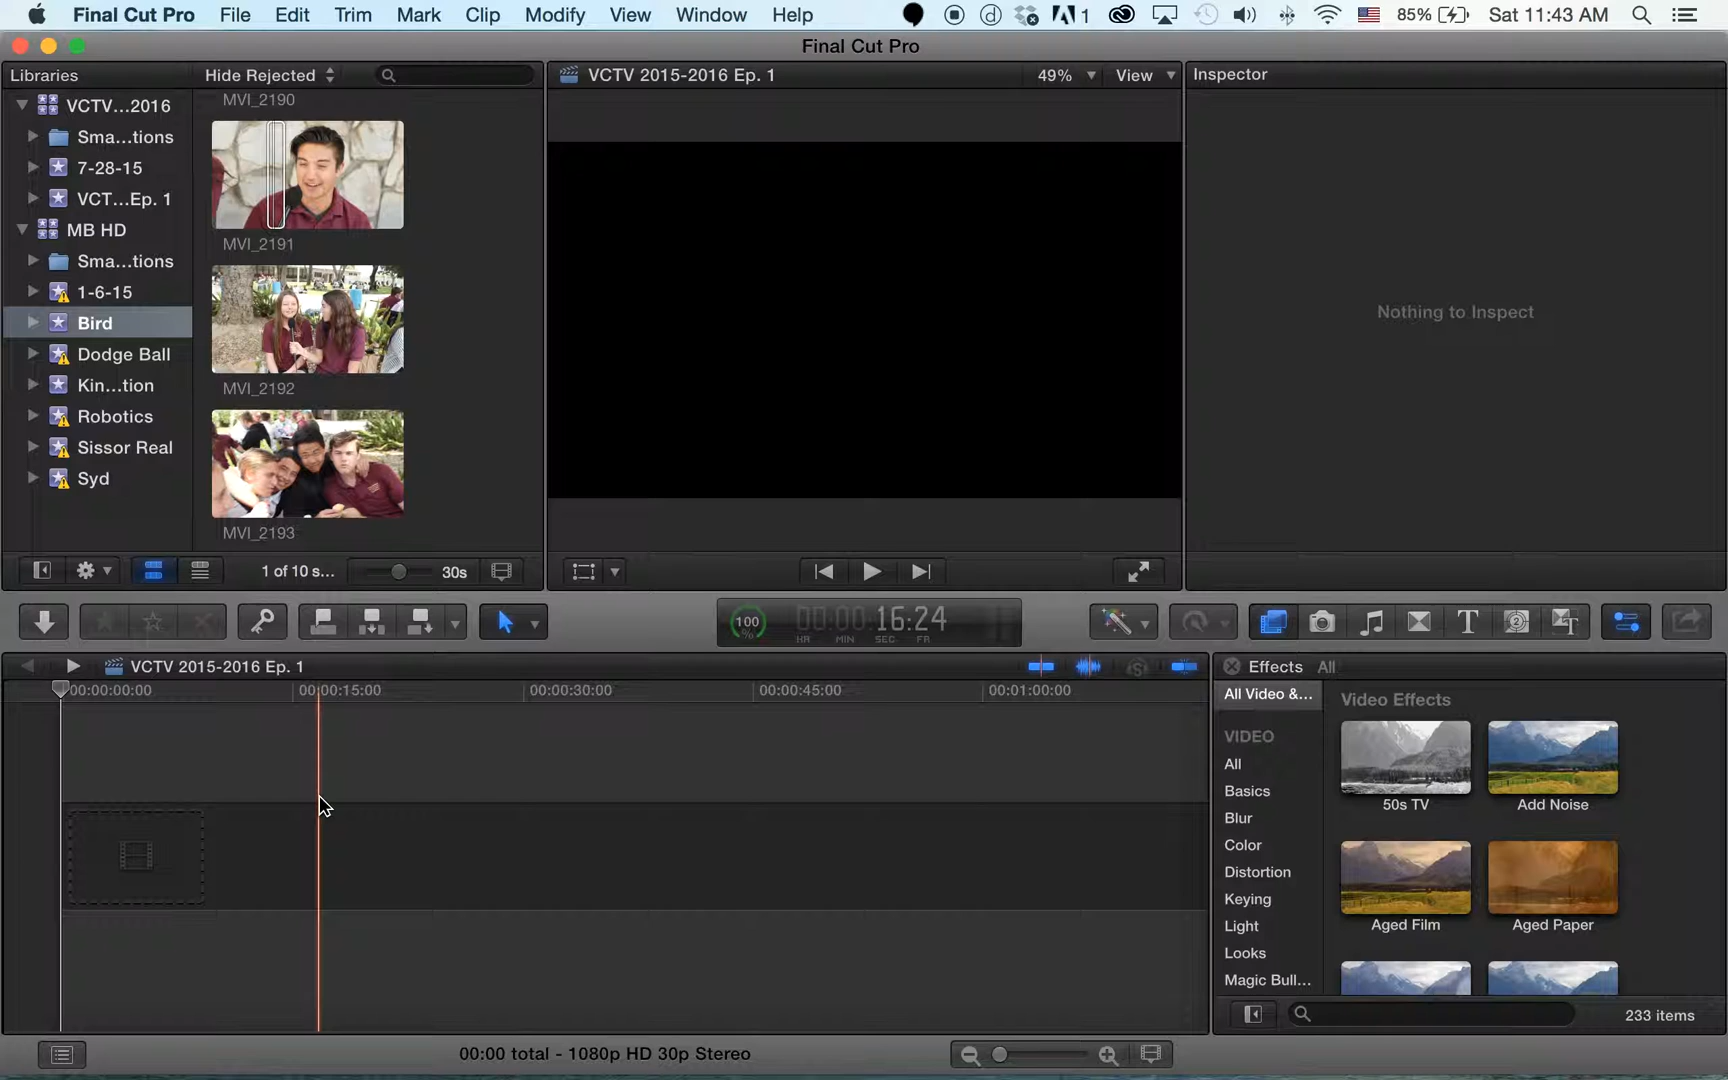 Final Cut Pro File Edit Trim Mark Clip Modify View Window Help 1 85% Sat 11:43 AM
Final Cut Pro
Libraries Hide Rejected VCTV 2015-2016 Ep. 1 49% View Inspector
MVI_2190
VCTV...2016
Sma...tions
7-28-15
VCT...Ep. 1
MB HD
Sma...tions
1-6-15
Bird
Dodge Ball
Kin...tion
Robotics
Sissor Real
Syd
MVI_2191
MVI_2192
MVI_2193
Nothing to Inspect
1 of 10 s... 30s
100 % 00:00:16:24
HR MIN SEC FR
VCTV 2015-2016 Ep. 1
00:00:00:00 00:00:15:00 00:00:30:00 00:00:45:00 00:01:00:00
Effects All
All Video &...
VIDEO
All
Basics
Blur
Color
Distortion
Keying
Light
Looks
Magic Bull...
Video Effects
50s TV Add Noise
Aged Film Aged Paper
233 items
00:00 total - 1080p HD 30p Stereo